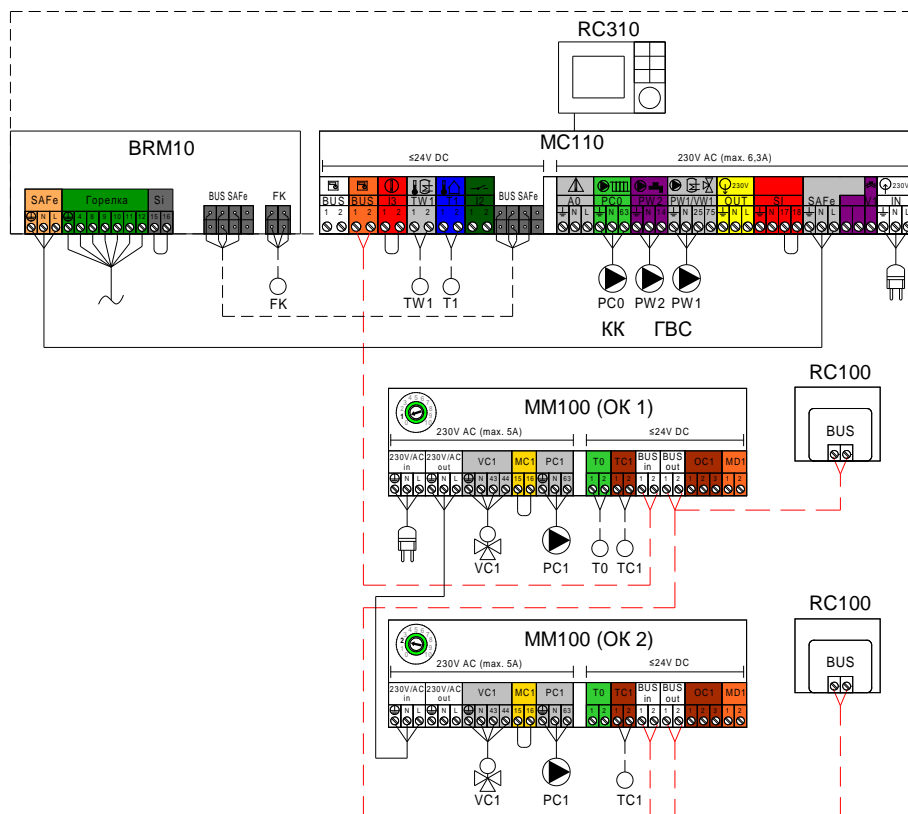 RC310
BRM10
MC110
≤24V DC
230V AC (max. 6,3A)
SAFe Горелка Si
BUS SAFe FK
BUS BUS I3 TW1 T1 I2
BUS SAFe
A0 PC0 PW2 PW1/VW1 OUT SI SAFe V1 IN
230V 230V
N L 4 8 9 10 11 12 15 16
1 2 1 2 1 2 1 2 1 2 1 2
N L N 63 N 14 N 25 75 N L 17 18 N L N L
FK
TW1 T1
PC0 PW2 PW1
КК ГВС
RC100
BUS
MM100 (ОК 1)
230V AC (max. 5A)
≤24V DC
230V/AC in 230V/AC out VC1 MC1 PC1 T0 TC1 BUS in BUS out OC1 MD1
N L N L N 43 44 15 16 N 63 1 2 1 2 1 2 1 2 1 2 3 1 2
VC1 PC1 T0 TC1
RC100
BUS
MM100 (ОК 2)
230V AC (max. 5A)
≤24V DC
230V/AC in 230V/AC out VC1 MC1 PC1 T0 TC1 BUS in BUS out OC1 MD1
N L N L N 43 44 15 16 N 63 1 2 1 2 1 2 1 2 1 2 3 1 2
VC1 PC1 TC1